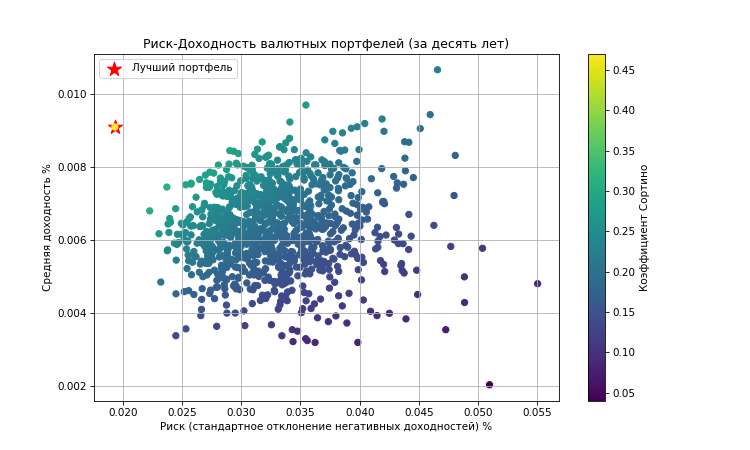 Риск-Доходность валютных портфелей (за десять лет)
Лучший портфель
Средняя доходность %
0.010
0.008
0.006
0.004
0.002
0.020 0.025 0.030 0.035 0.040 0.045 0.050 0.055
Риск (стандартное отклонение негативных доходностей) %
0.45
0.40
0.35
0.30
0.25
0.20
0.15
0.10
0.05
Коэффициент Сортино